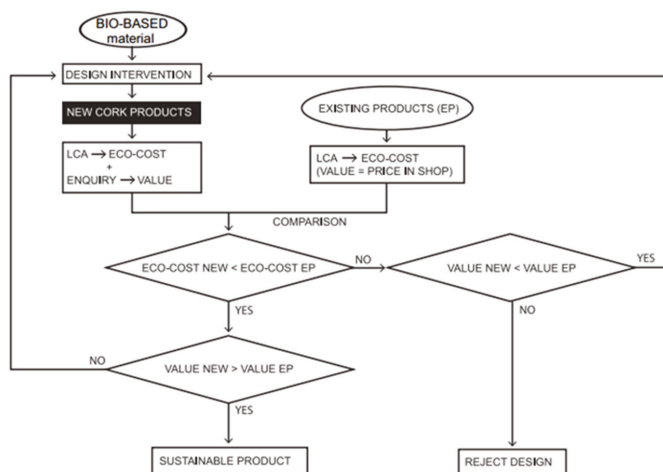 BIO-BASED
material
DESIGN INTERVENTION
NEW CORK PRODUCTS
EXISTING PRODUCTS (EP)
LCA → ECO-COST
+
ENQUIRY → VALUE
LCA → ECO-COST
(VALUE = PRICE IN SHOP)
COMPARISON
ECO-COST NEW < ECO-COST EP
NO
VALUE NEW < VALUE EP
YES
YES
NO
NO
VALUE NEW > VALUE EP
YES
SUSTAINABLE PRODUCT
REJECT DESIGN